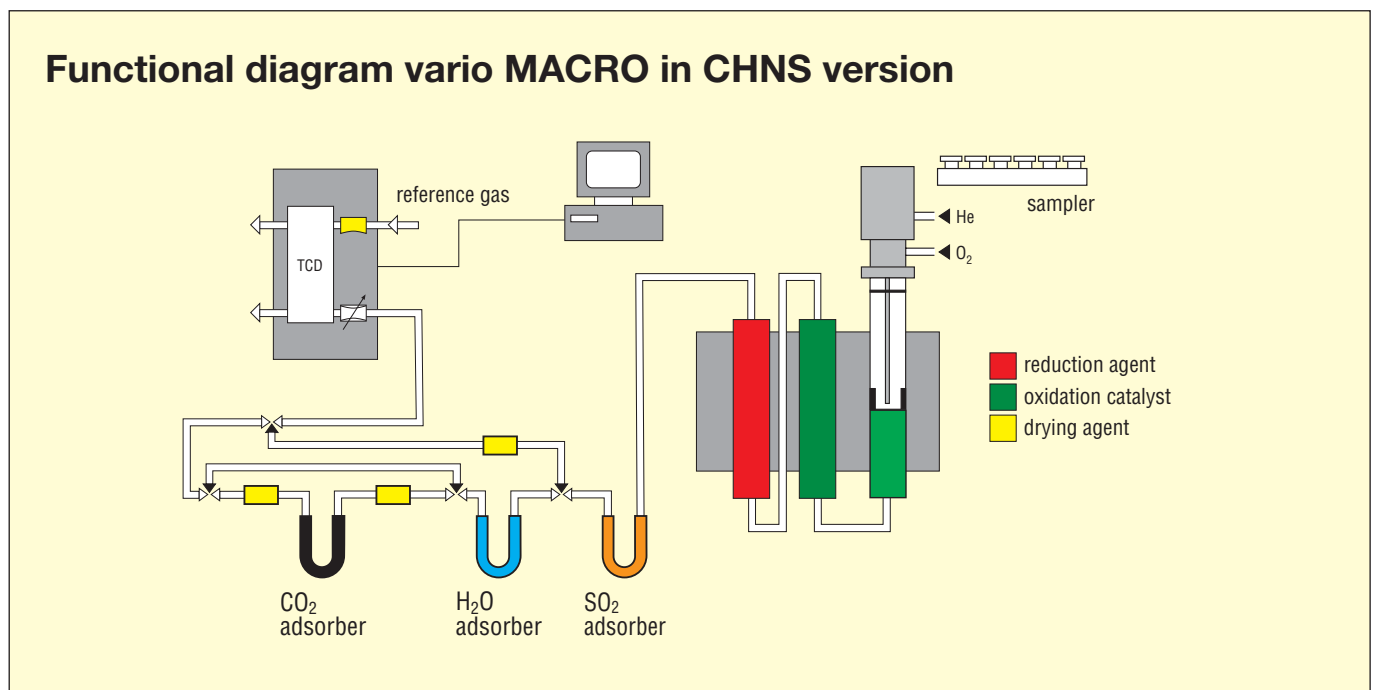 Functional diagram vario MACRO in CHNS version
reference gas
TCD
He
O₂
sampler
reduction agent
oxidation catalyst
drying agent
CO₂
adsorber
H₂O
adsorber
SO₂
adsorber